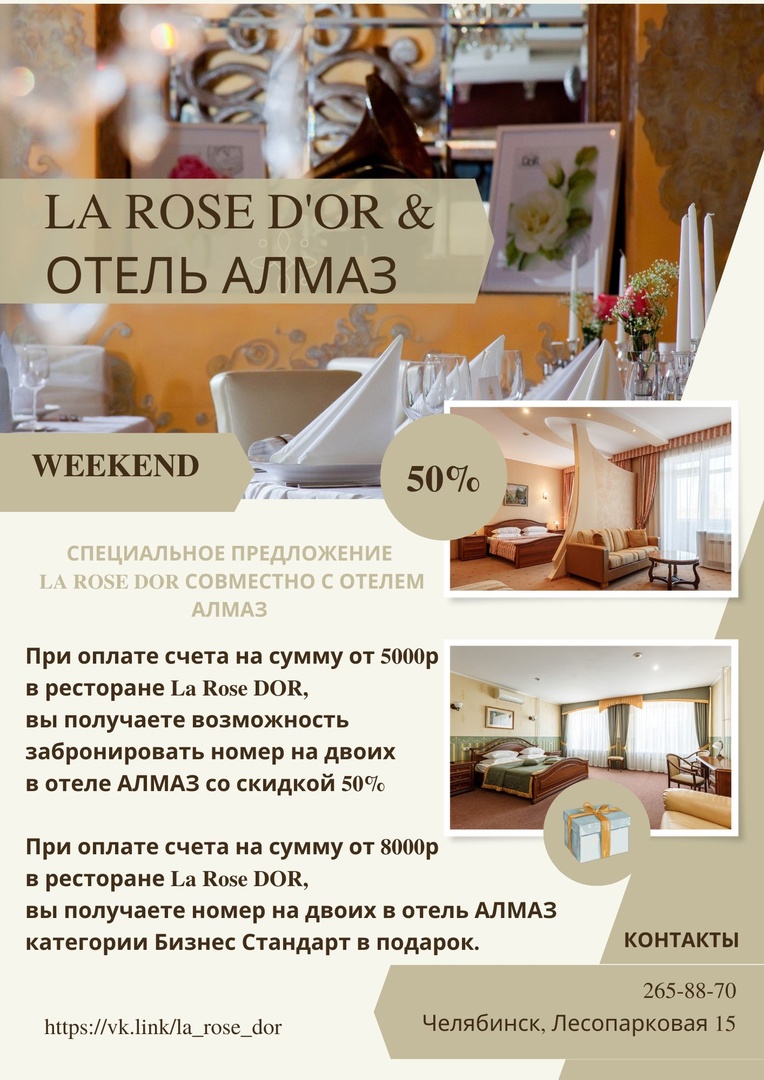 LA ROSE D'OR &
ОТЕЛЬ АЛМАЗ
WEEKEND
50%
СПЕЦИАЛЬНОЕ ПРЕДЛОЖЕНИЕ
LA ROSE DOR СОВМЕСТНО С ОТЕЛЕМ
АЛМАЗ
При оплате счета на сумму от 5000р
в ресторане La Rose DOR,
вы получаете возможность
забронировать номер на двоих
в отеле АЛМАЗ со скидкой 50%
При оплате счета на сумму от 8000р
в ресторане La Rose DOR,
вы получаете номер на двоих в отель АЛМАЗ
категории Бизнес Стандарт в подарок.
КОНТАКТЫ
265-88-70
Челябинск, Лесопарковая 15
https://vk.link/la_rose_dor